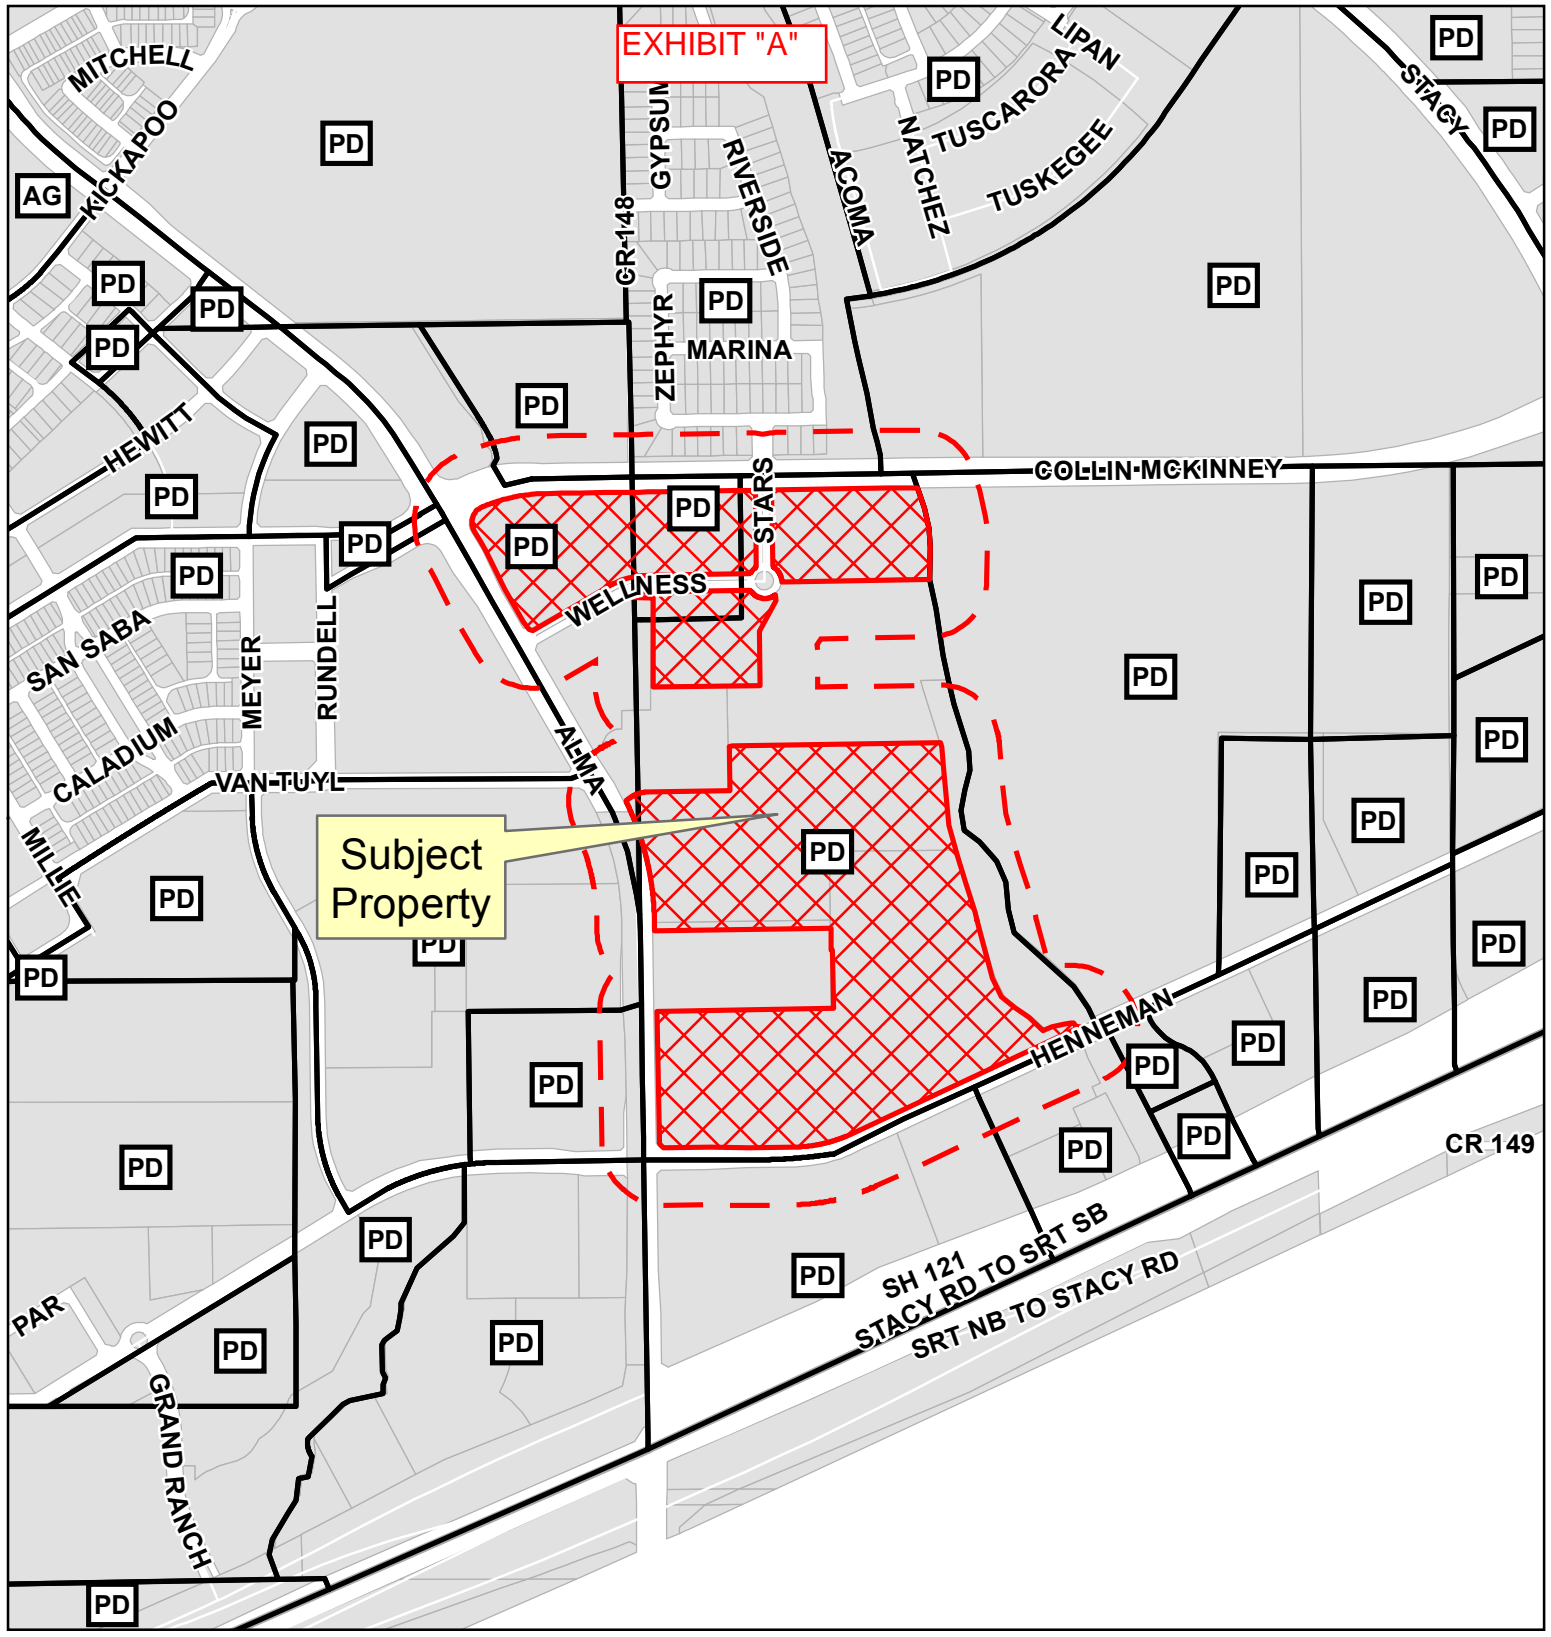 EXHIBIT "A"
LIPAN
PD
MITCHELL
PD
TUSCARORA
STACY
KICKAPOO
PD
GYPSUM
NATCHEZ
TUSKEGEE
PD
AG
RIVERSIDE
ACOMA
CR 148
PD
PD
PD
PD
ZEPHYR
PD
MARINA
PD
HEWITT
PD
PD
COLLIN MCKINNEY
PD
STARS
PD
PD
PD
PD
WELLNESS
PD
PD
SAN SABA
MEYER
RUNDELL
PD
CALADIUM
ALMA
PD
VAN TUYL
PD
MILLIE
Subject
Property
PD
PD
PD
PD
PD
PD
PD
PD
HENNEMAN
PD
PD
PD
PD
PD
CR 149
PD
PD
PD
SH 121
STACY RD TO SRT SB
SRT NB TO STACY RD
PAR
PD
PD
GRAND RANCH
PD